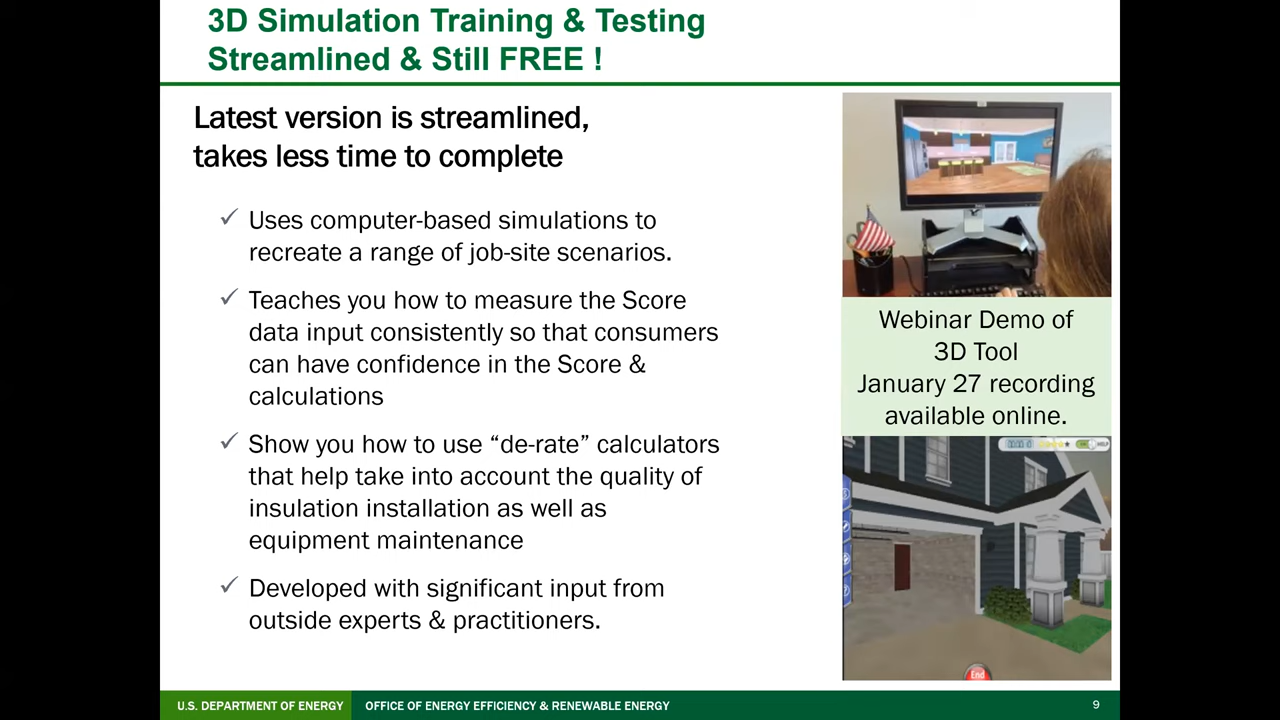 3D Simulation Training & Testing
Streamlined & Still FREE !
Latest version is streamlined,
takes less time to complete
✓ Uses computer-based simulations to
recreate a range of job-site scenarios.
✓ Teaches you how to measure the Score
data input consistently so that consumers
can have confidence in the Score &
calculations
✓ Show you how to use “de-rate” calculators
that help take into account the quality of
insulation installation as well as
equipment maintenance
✓ Developed with significant input from
outside experts & practitioners.
Webinar Demo of
3D Tool
January 27 recording
available online.
HELP
End
U.S. DEPARTMENT OF ENERGY
OFFICE OF ENERGY EFFICIENCY & RENEWABLE ENERGY
9